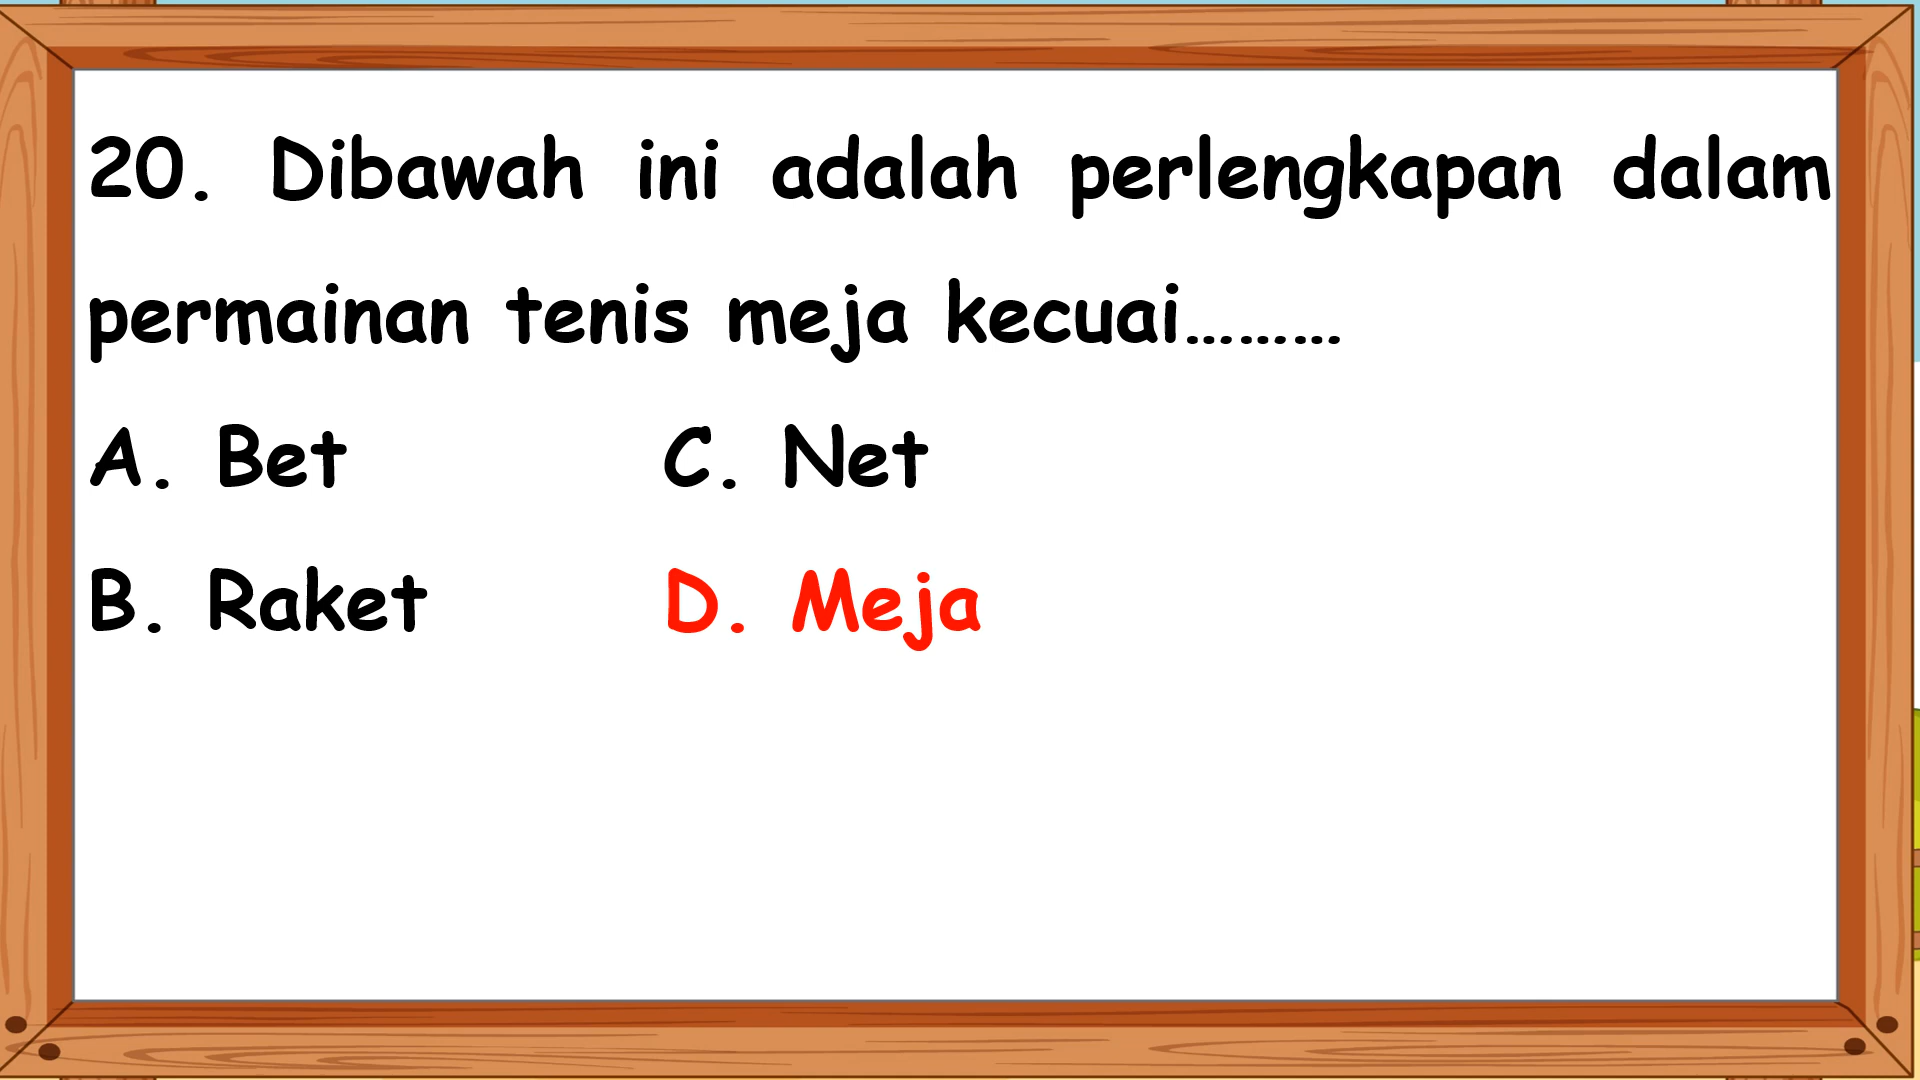 20. Dibawah ini adalah perlengkapan dalam
permainan tenis meja kecuai.........
A. Bet C. Net
B. Raket D. Meja